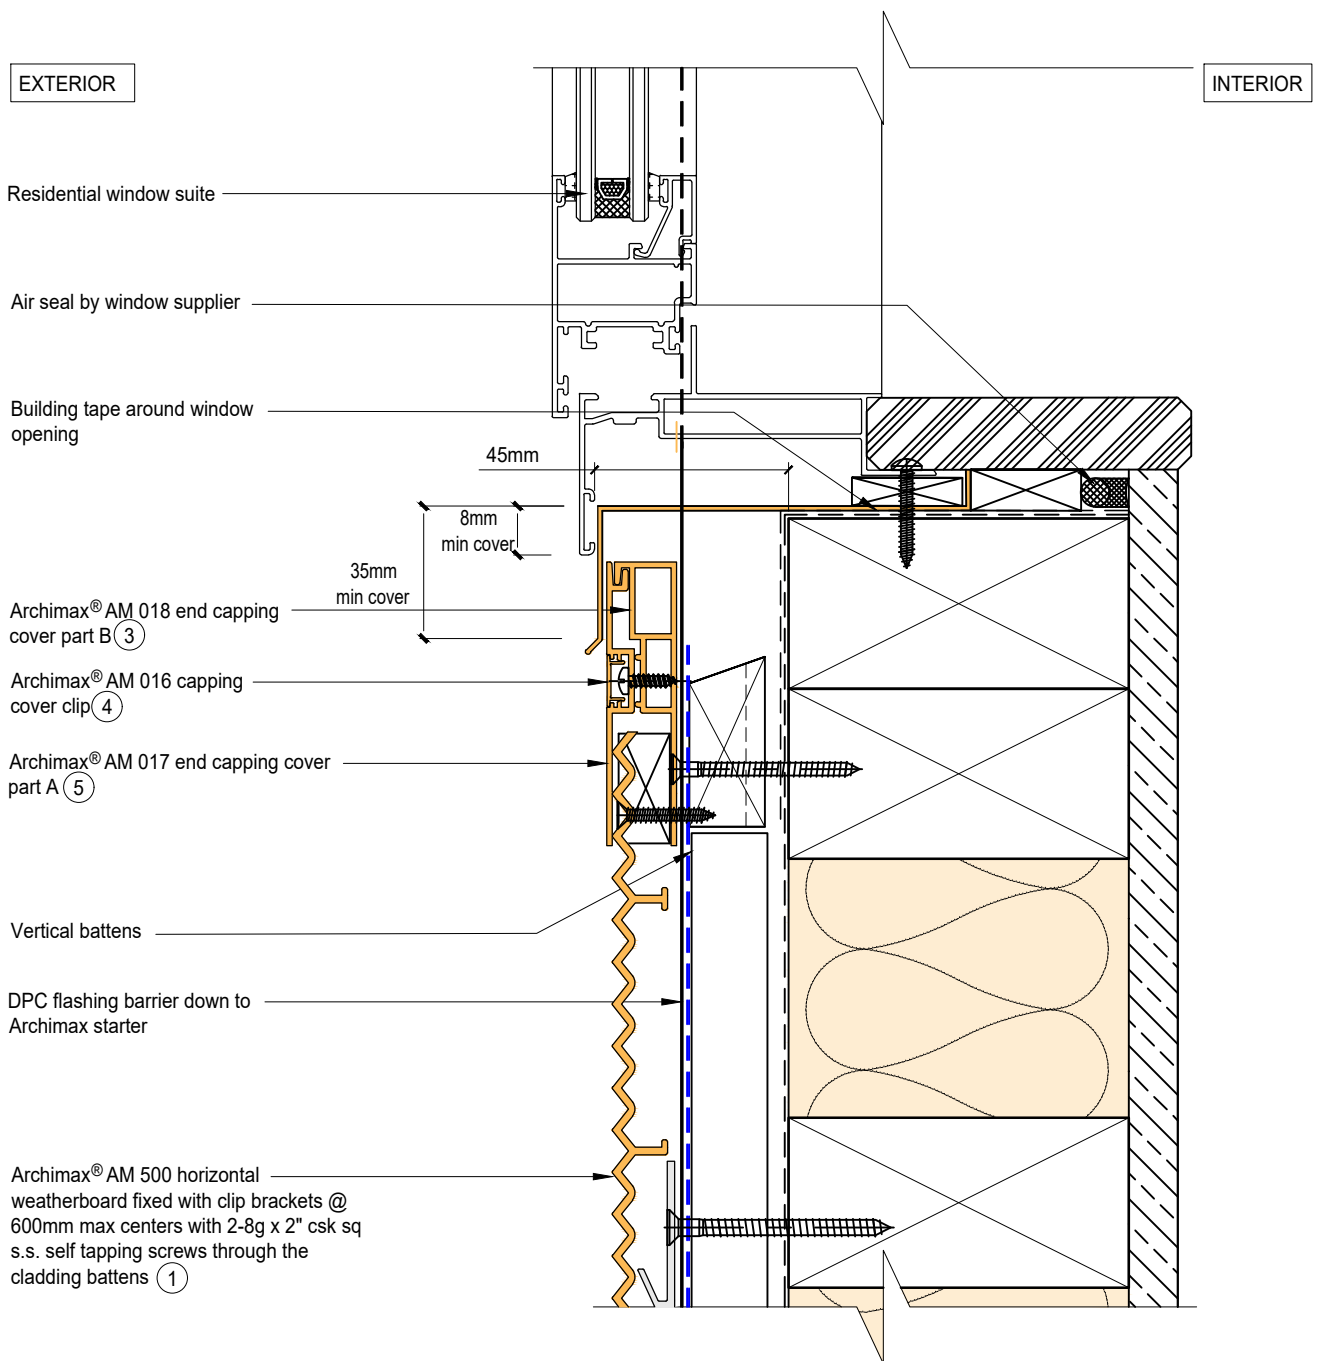 EXTERIOR
INTERIOR
Residential window suite
Air seal by window supplier
Building tape around window
opening
45mm
8mm
min cover
35mm
min cover
Archimax® AM 018 end capping
cover part B 3
Archimax® AM 016 capping
cover clip 4
Archimax® AM 017 end capping cover
part A 5
Vertical battens
DPC flashing barrier down to
Archimax starter
Archimax® AM 500 horizontal
weatherboard fixed with clip brackets @
600mm max centers with 2-8g x 2" csk sq
s.s. self tapping screws through the
cladding battens 1